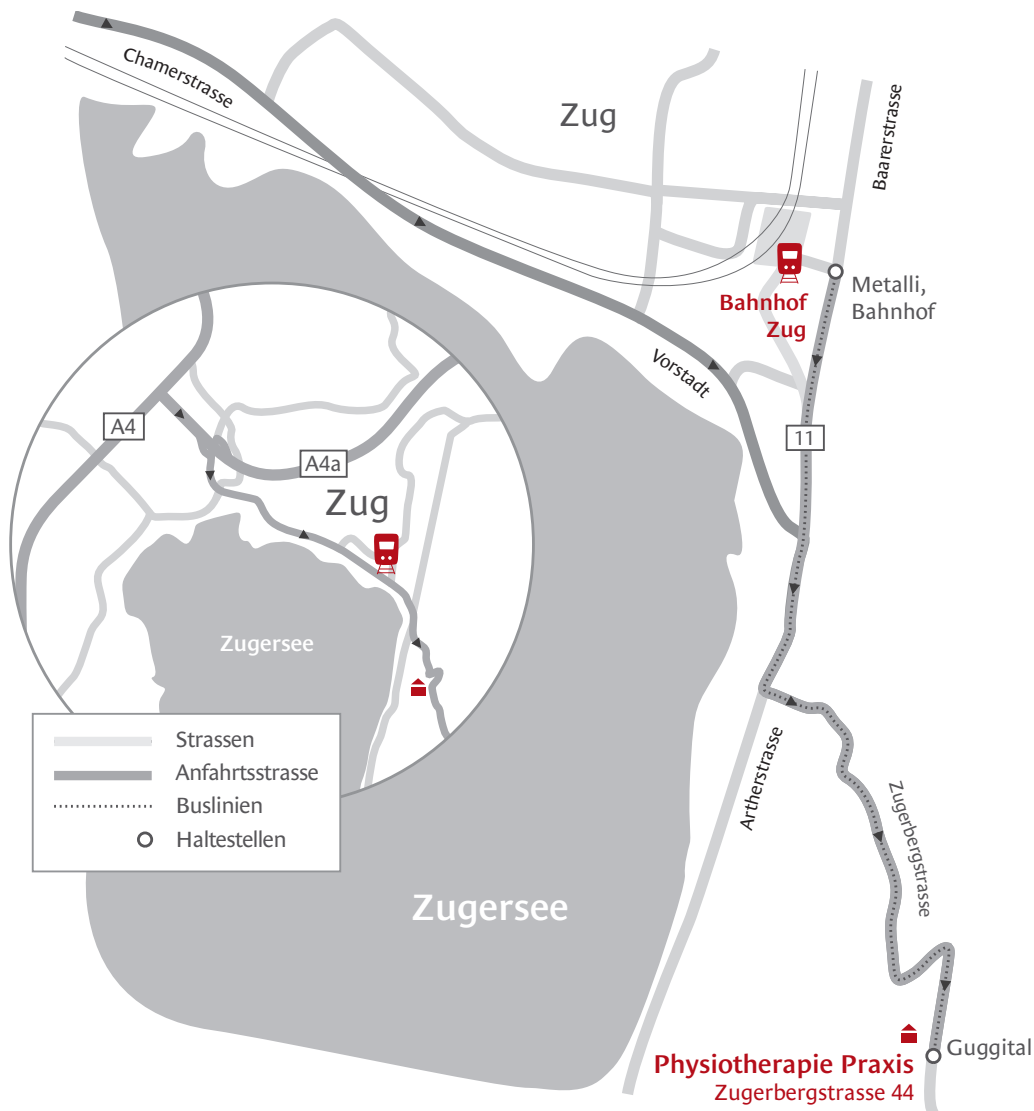 Chamerstrasse
Zug
Baarerstrasse
Bahnhof
Zug
Metalli,
Bahnhof
Vorstadt
11
A4
A4a
Zug
Zugersee
Strassen
Anfahrtsstrasse
Buslinien
Haltestellen
Artherstrasse
Zugerbergstrasse
Zugersee
Guggital
Physiotherapie Praxis
Zugerbergstrasse 44